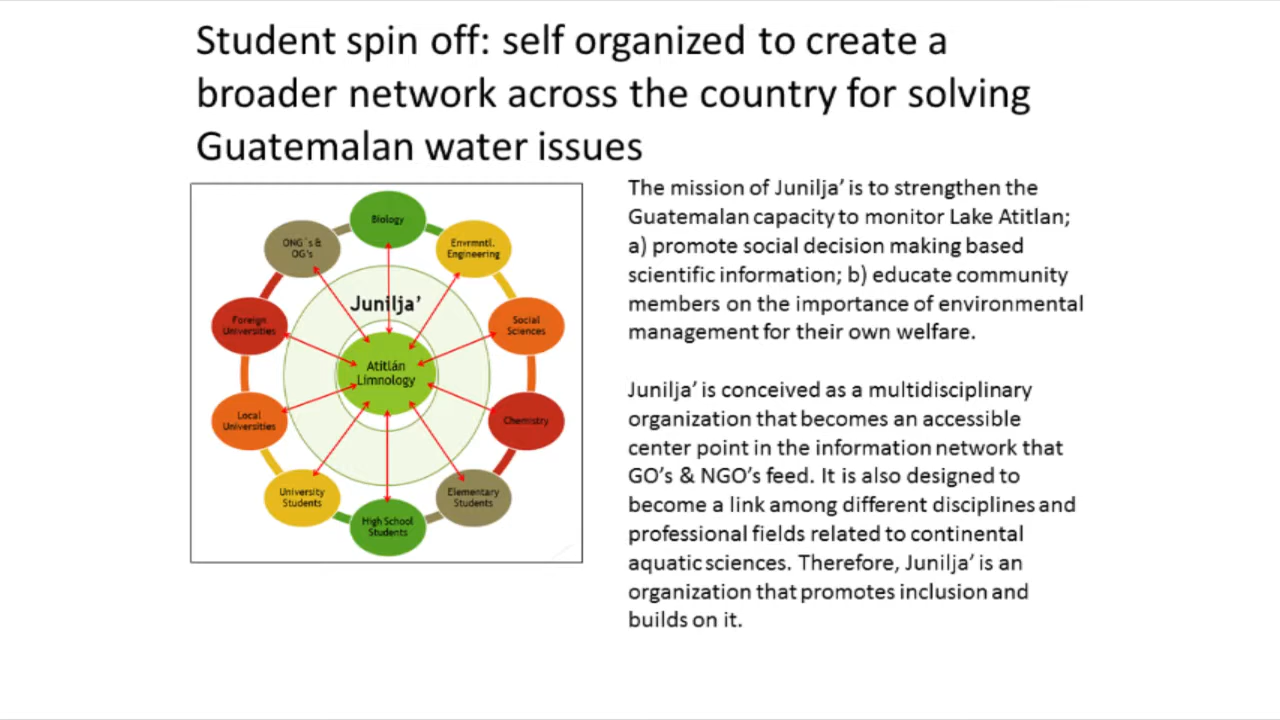 Student spin off: self organized to create a
broader network across the country for solving
Guatemalan water issues
Biology
ONG´s &
OG's
Envrmntl.
Engineering
Junilja’
Foreign
Universities
Social
Sciences
Atitlán
Limnology
Local
Universities
Chemistry
University
Students
Elementary
Students
High School
Students
The mission of Junilja’ is to strengthen the
Guatemalan capacity to monitor Lake Atitlan;
a) promote social decision making based
scientific information; b) educate community
members on the importance of environmental
management for their own welfare.
Junilja’ is conceived as a multidisciplinary
organization that becomes an accessible
center point in the information network that
GO’s & NGO’s feed. It is also designed to
become a link among different disciplines and
professional fields related to continental
aquatic sciences. Therefore, Junilja’ is an
organization that promotes inclusion and
builds on it.